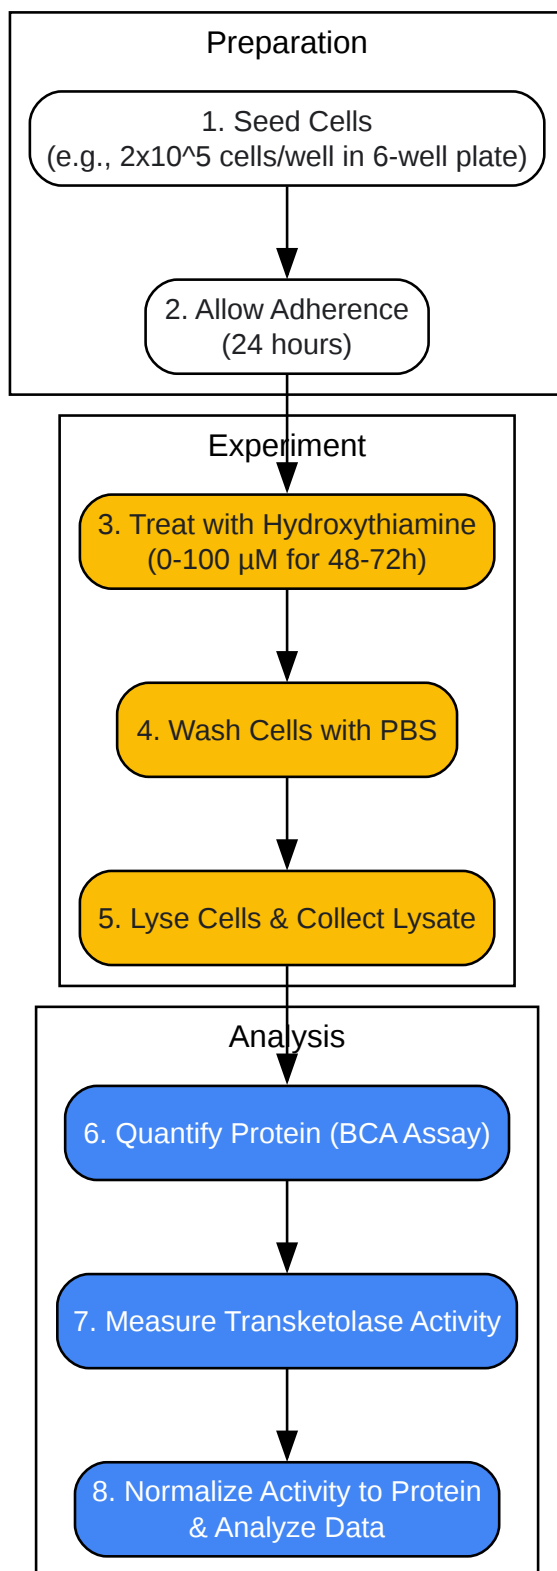 Preparation
1. Seed Cells
(e.g., 2x10^5 cells/well in 6-well plate)
2. Allow Adherence
(24 hours)
Experiment
3. Treat with Hydroxythiamine
(0-100 µM for 48-72h)
4. Wash Cells with PBS
5. Lyse Cells & Collect Lysate
Analysis
6. Quantify Protein (BCA Assay)
7. Measure Transketolase Activity
8. Normalize Activity to Protein
& Analyze Data